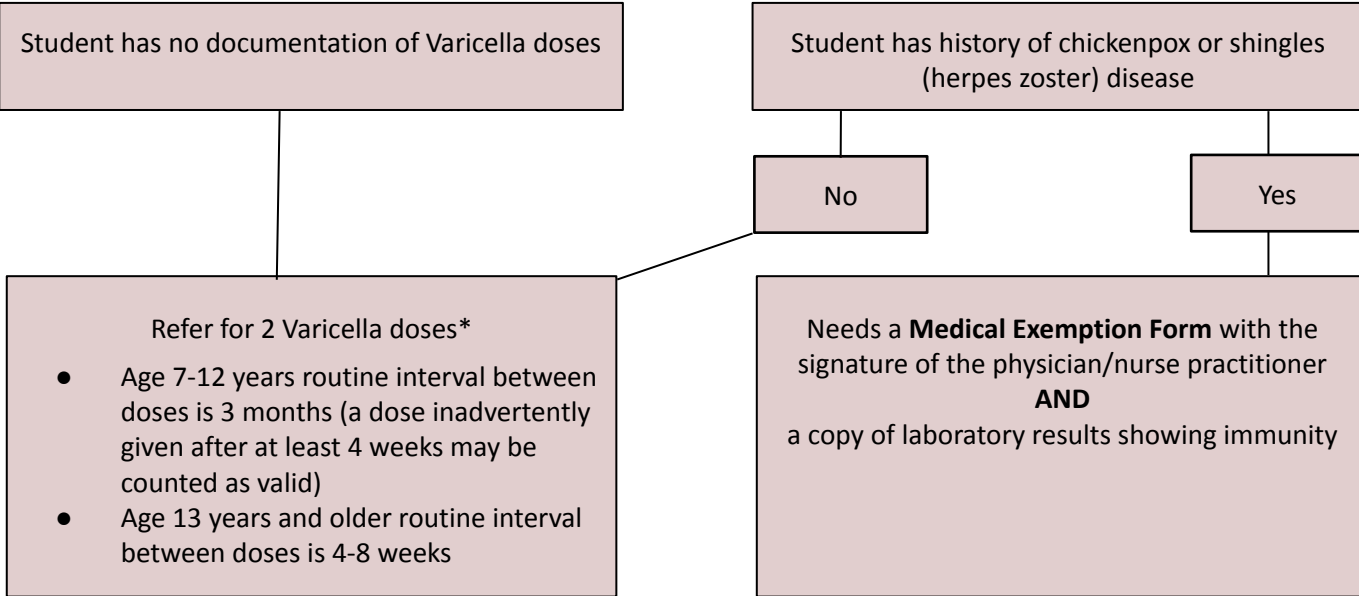 Student has no documentation of Varicella doses
Student has history of chickenpox or shingles
(herpes zoster) disease
No
Yes
Refer for 2 Varicella doses*
● Age 7-12 years routine interval between
doses is 3 months (a dose inadvertently
given after at least 4 weeks may be
counted as valid)
● Age 13 years and older routine interval
between doses is 4-8 weeks
Needs a Medical Exemption Form with the
signature of the physician/nurse practitioner
AND
a copy of laboratory results showing immunity